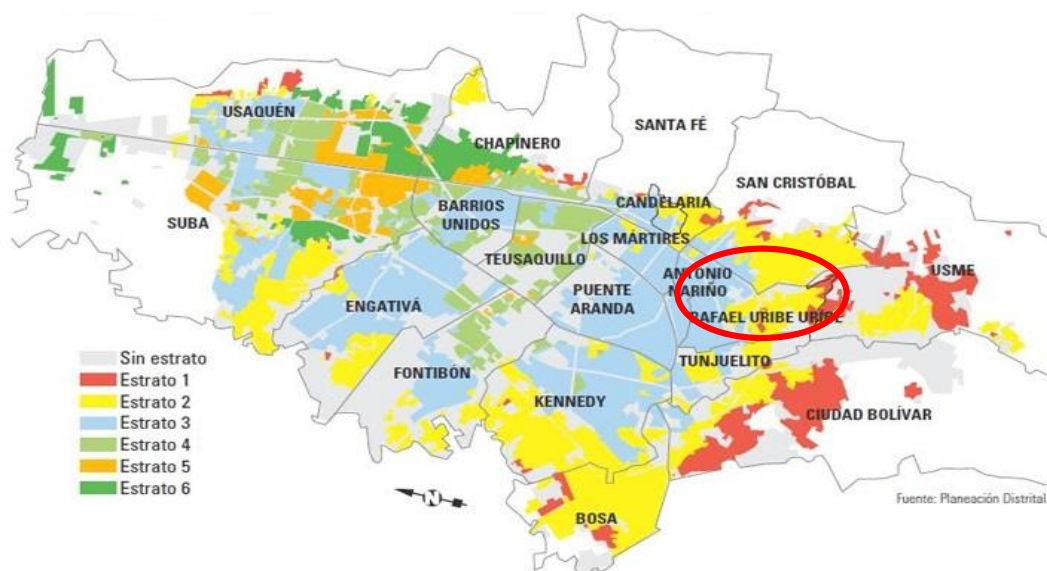 USAQUÉN
CHAPINERO
SANTA FÉ
SAN CRISTÓBAL
SUBA
BARRIOS
UNIDOS
CANDELARIA
LOS MÁRTIRES
TEUSAQUILLO
ENGATIVÁ
PUENTE
ARANDA
ANTONIO
NARIÑO
USME
RAFAEL URIBE URIBE
TUNJUELITO
FONTIBÓN
KENNEDY
CIUDAD BOLÍVAR
BOSA
Sin estrato
Estrato 1
Estrato 2
Estrato 3
Estrato 4
Estrato 5
Estrato 6
N
Fuente: Planeación Distrital